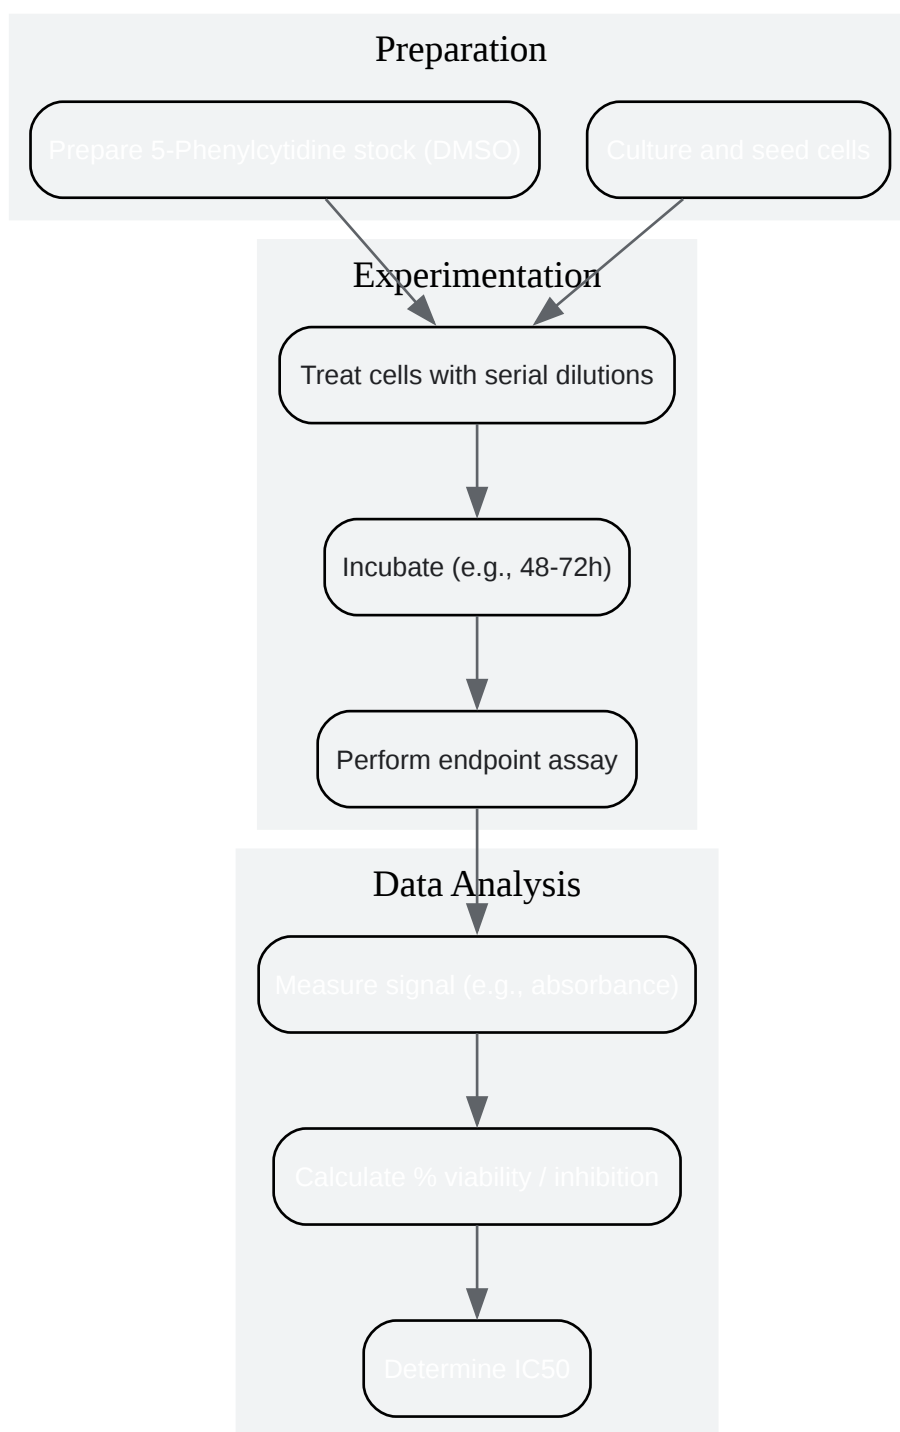 Preparation
Prepare 5-Phenylcytidine stock (DMSO)
Culture and seed cells
Experimentation
Treat cells with serial dilutions
Incubate (e.g., 48-72h)
Perform endpoint assay
Data Analysis
Measure signal (e.g., absorbance)
Calculate % viability / inhibition
Determine IC50